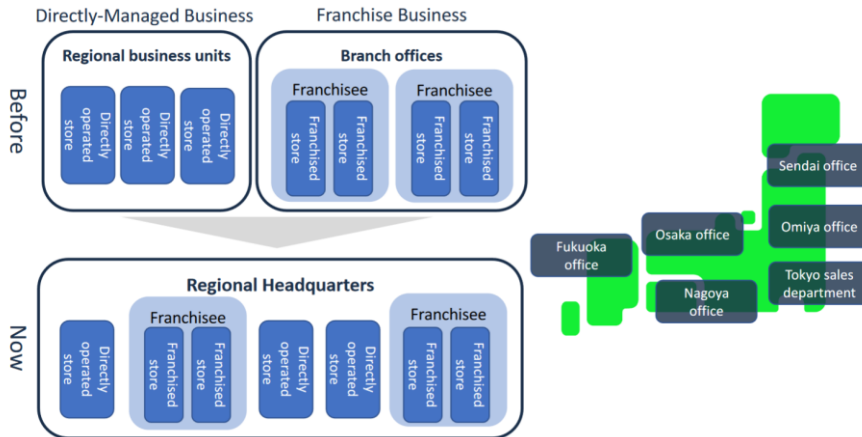 Directly-Managed Business
Franchise Business
Before
Regional business units
Directly
operated
store
Directly
operated
store
Directly
operated
store
Branch offices
Franchisee
Franchised
store
Franchised
store
Franchisee
Franchised
store
Franchised
store
Now
Regional Headquarters
Directly
operated
store
Franchisee
Franchised
store
Franchised
store
Directly
operated
store
Directly
operated
store
Franchisee
Franchised
store
Franchised
store
Sendai office
Omiya office
Osaka office
Fukuoka
office
Tokyo sales
department
Nagoya
office